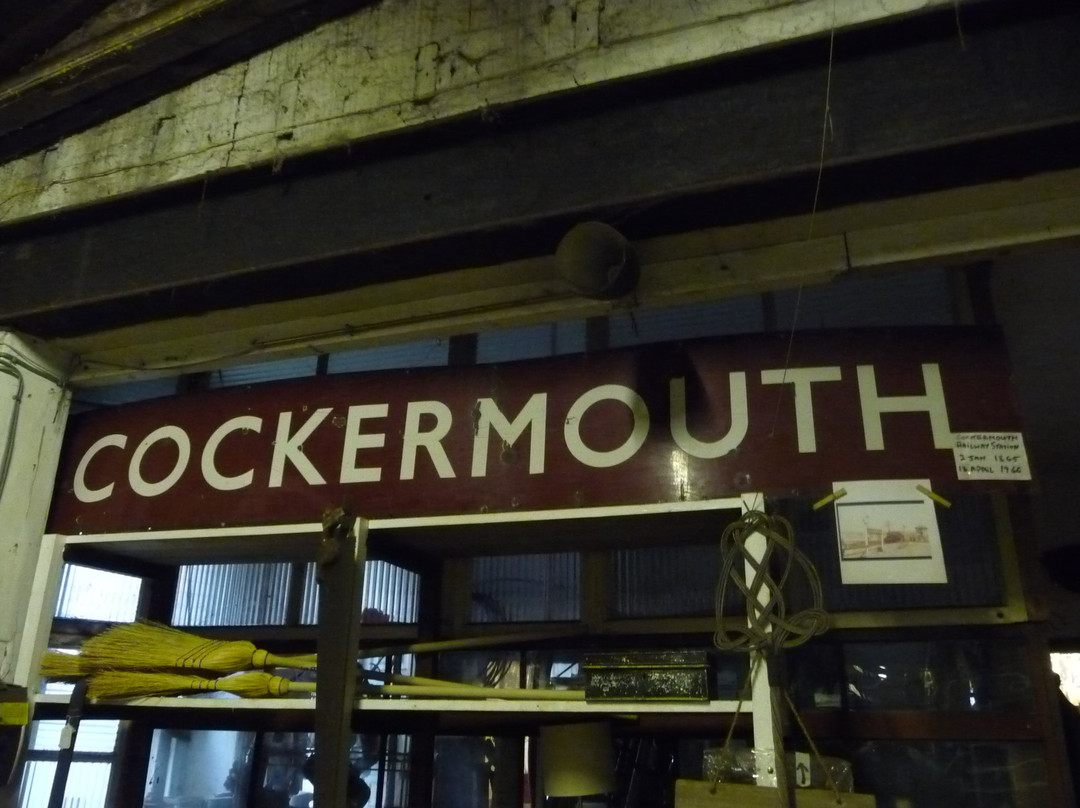 COCKERMOUTH
COCKERMOUTH
RAILWAY STATION
2 JAN 1865
18 APRIL 1966